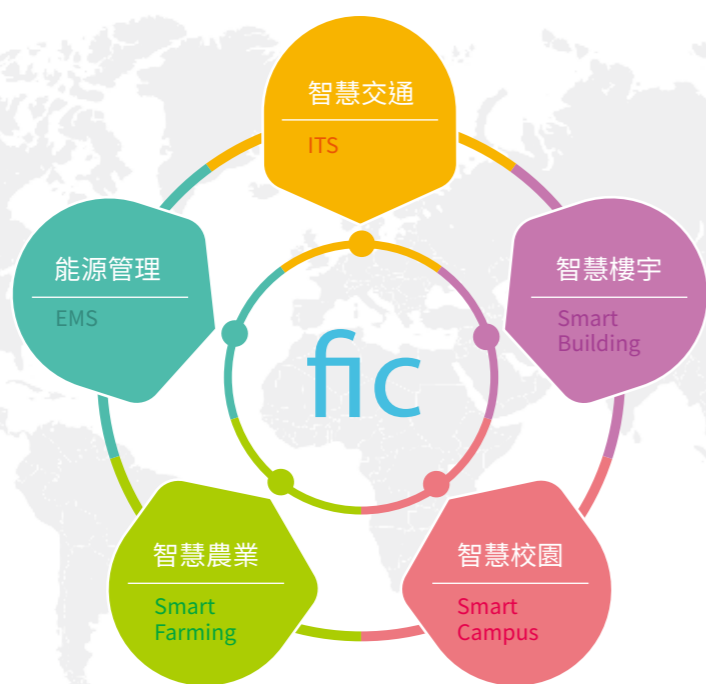 智慧交通
ITS
能源管理
EMS
智慧樓宇
Smart
Building
fic
智慧農業
Smart
Farming
智慧校園
Smart
Campus